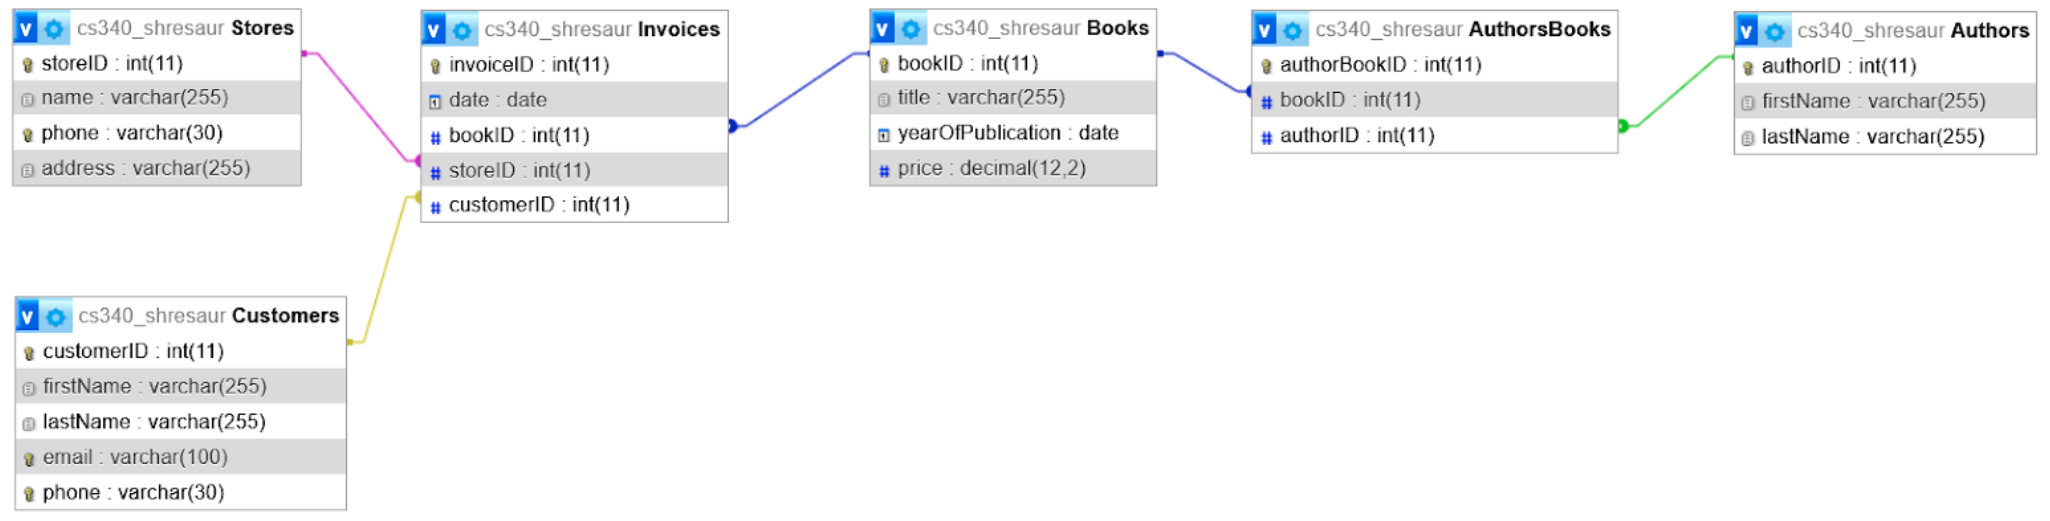 v cs340_shresaur Stores
storeID : int(11)
name : varchar(255)
phone : varchar(30)
address : varchar(255)
v cs340_shresaur Invoices
invoiceID : int(11)
date : date
# bookID : int(11)
# storeID : int(11)
# customerID : int(11)
v cs340_shresaur Books
bookID : int(11)
title : varchar(255)
yearOfPublication : date
# price : decimal(12,2)
v cs340_shresaur AuthorsBooks
authorBookID : int(11)
# bookID : int(11)
# authorID : int(11)
v cs340_shresaur Authors
authorID : int(11)
firstName : varchar(255)
lastName : varchar(255)
v cs340_shresaur Customers
customerID : int(11)
firstName : varchar(255)
lastName : varchar(255)
email : varchar(100)
phone : varchar(30)